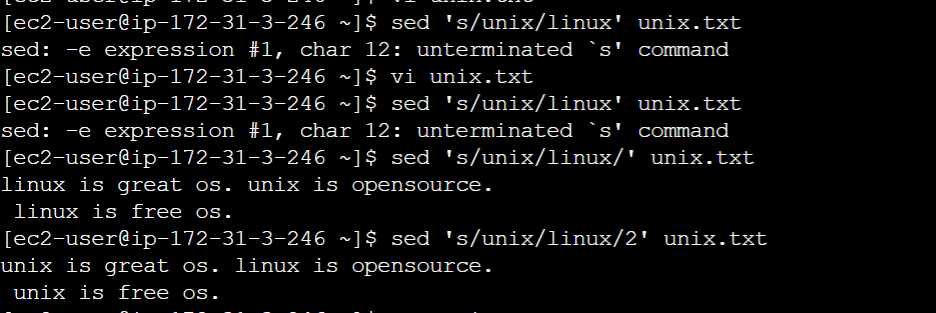 [ec2-user@ip-172-31-3-246 ~]$ sed 's/unix/linux' unix.txt
sed: -e expression #1, char 12: unterminated `s' command
[ec2-user@ip-172-31-3-246 ~]$ vi unix.txt
[ec2-user@ip-172-31-3-246 ~]$ sed 's/unix/linux' unix.txt
sed: -e expression #1, char 12: unterminated `s' command
[ec2-user@ip-172-31-3-246 ~]$ sed 's/unix/linux/' unix.txt
linux is great os. unix is opensource.
 linux is free os.
[ec2-user@ip-172-31-3-246 ~]$ sed 's/unix/linux/2' unix.txt
unix is great os. linux is opensource.
 unix is free os.